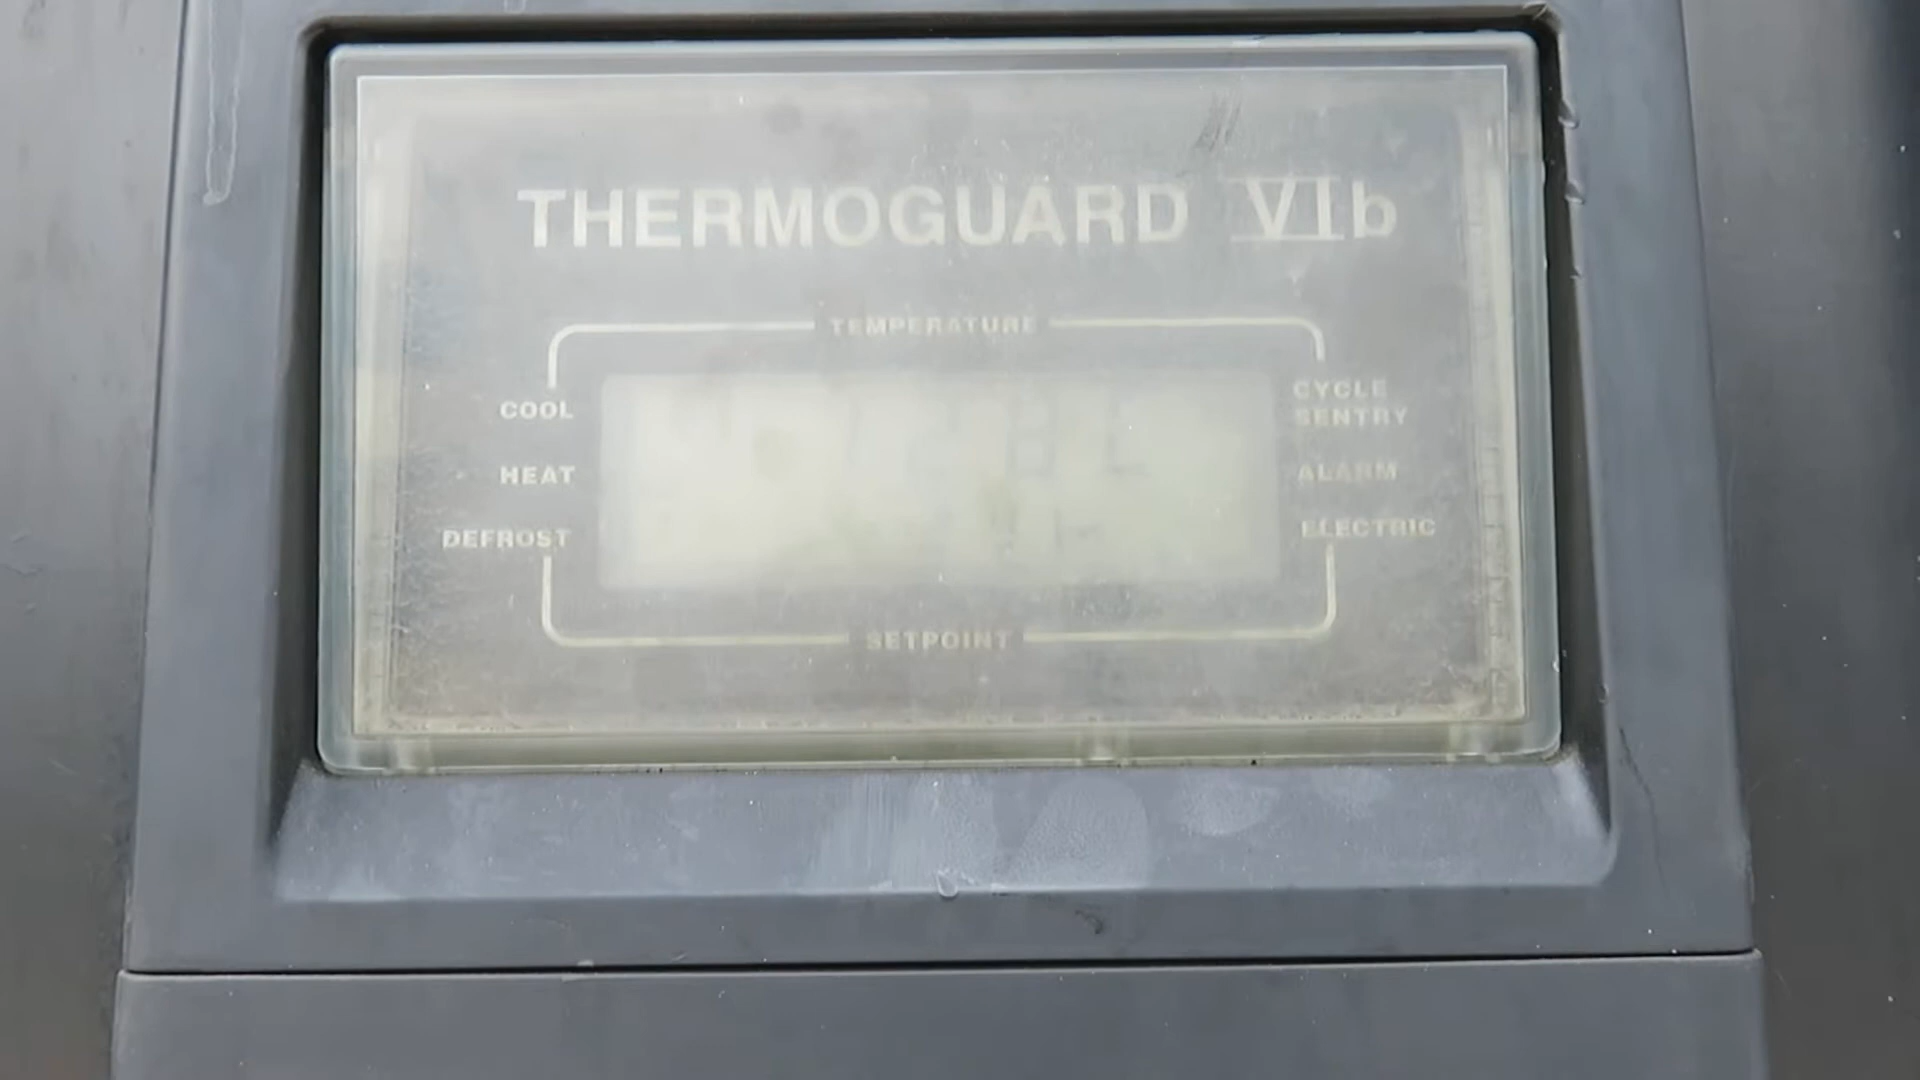 THERMOGUARD VIb
TEMPERATURE
COOL
CYCLE
SENTRY
HEAT
ALARM
DEFROST
ELECTRIC
SETPOINT